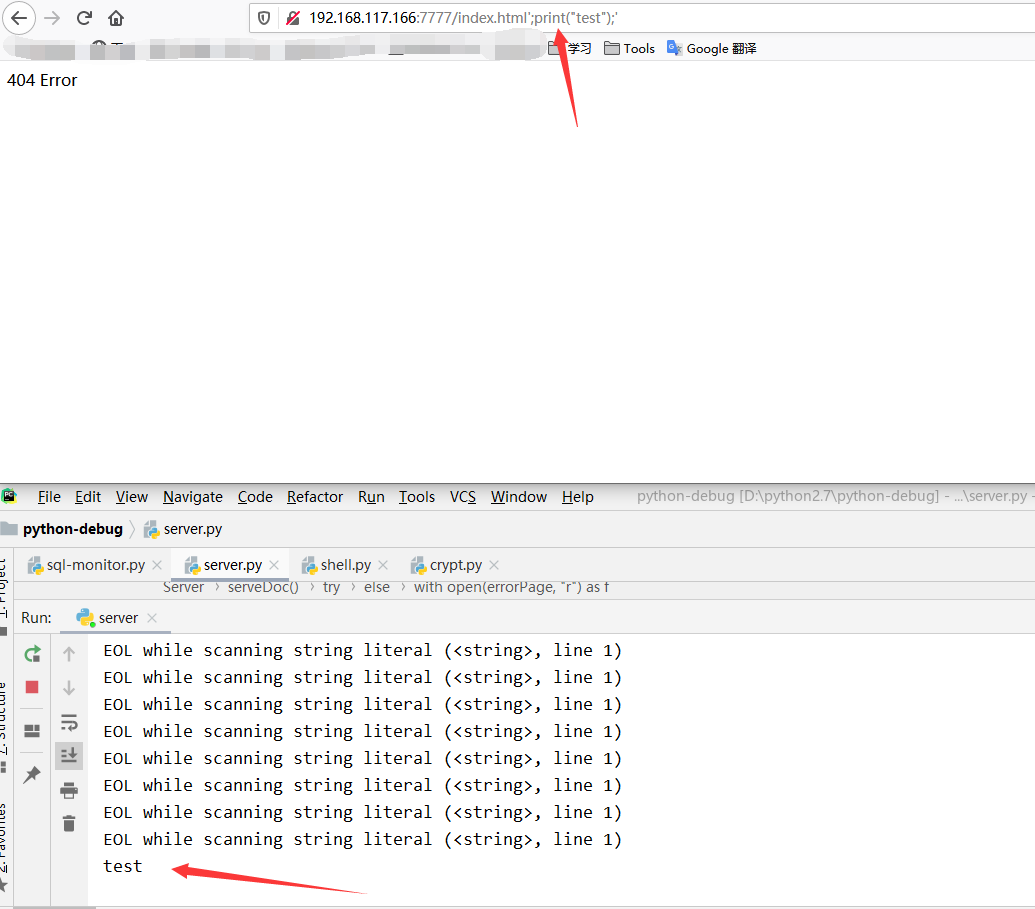 192.168.117.166:7777/index.html';print("test");'
学习 Tools Google 翻译
404 Error
PC File Edit View Navigate Code Refactor Run Tools VCS Window Help python-debug [D:\python2.7\python-debug] - ...\server.py -
python-debug server.py
sql-monitor.py server.py shell.py crypt.py
Server serveDoc() try else with open(errorPage, "r") as f
1: Project
Run: server
EOL while scanning string literal (<string>, line 1)
EOL while scanning string literal (<string>, line 1)
EOL while scanning string literal (<string>, line 1)
EOL while scanning string literal (<string>, line 1)
EOL while scanning string literal (<string>, line 1)
EOL while scanning string literal (<string>, line 1)
EOL while scanning string literal (<string>, line 1)
EOL while scanning string literal (<string>, line 1)
test
7: Structure
2: Favorites